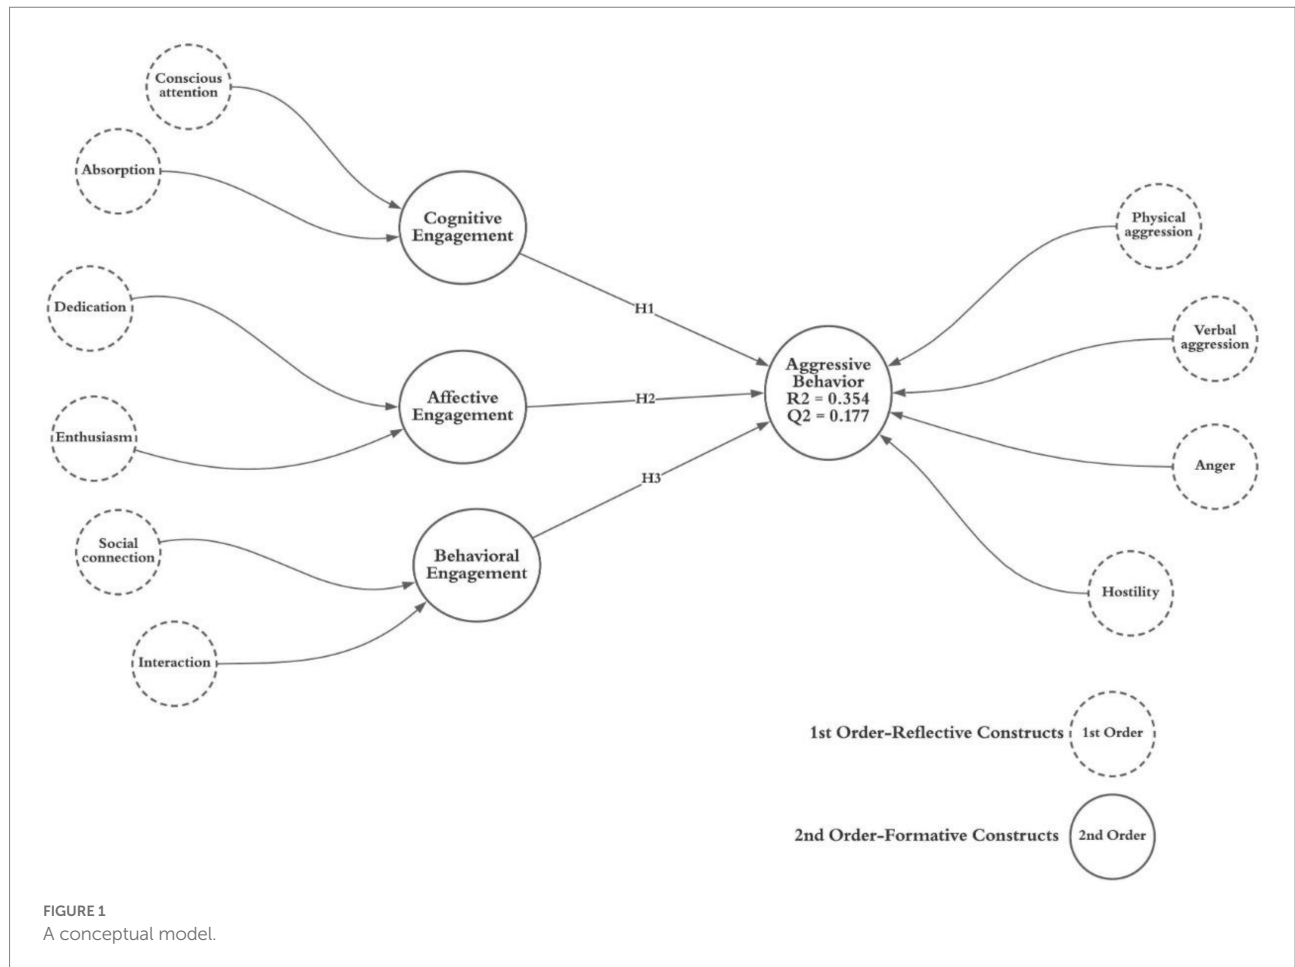 Conscious
attention
Absorption
Dedication
Enthusiasm
Social
connection
Interaction
Cognitive
Engagement
Affective
Engagement
Behavioral
Engagement
H1
H2
H3
Aggressive
Behavior
R2 = 0.354
Q2 = 0.177
Physical
aggression
Verbal
aggression
Anger
Hostility
1st Order-Reflective Constructs
1st Order
2nd Order-Formative Constructs
2nd Order
FIGURE 1
A conceptual model.